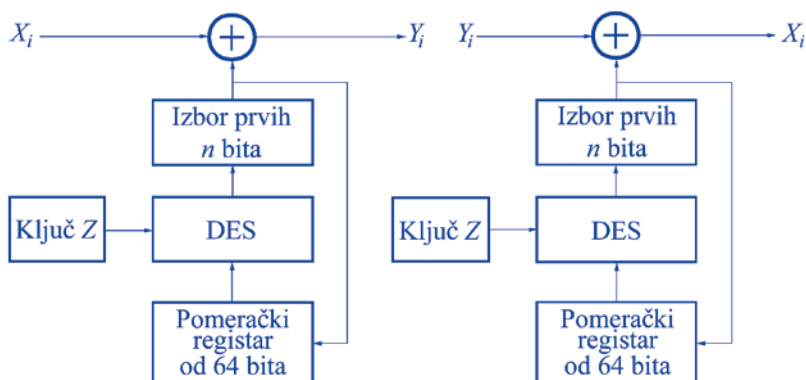 Xi
Yi
Izbor prvih
n bita
Ključ Z
DES
Pomerački
registar
od 64 bita
Yi
Xi
Izbor prvih
n bita
Ključ Z
DES
Pomerački
registar
od 64 bita